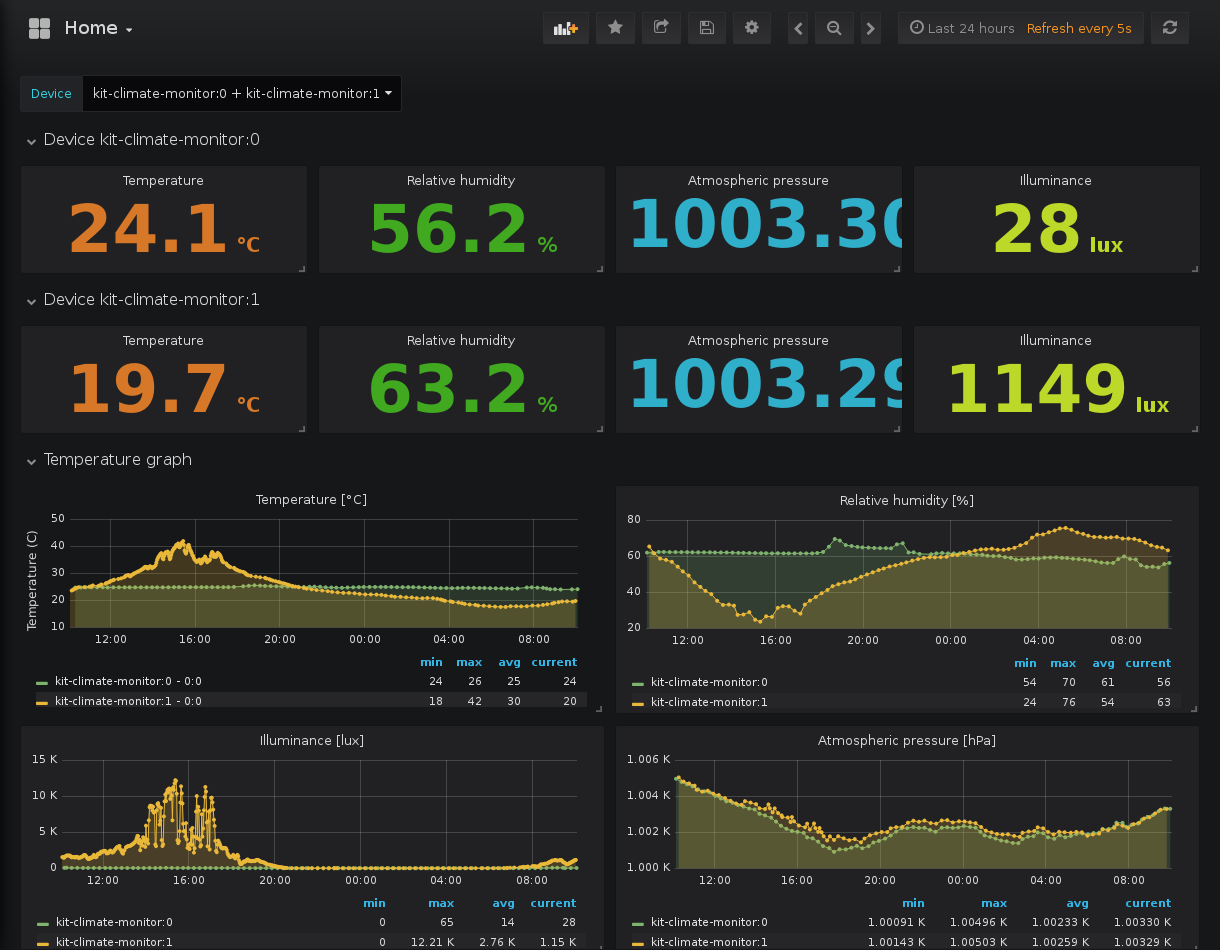 Home
Last 24 hours Refresh every 5s
Device kit-climate-monitor:0 + kit-climate-monitor:1
Device kit-climate-monitor:0
Temperature Relative humidity Atmospheric pressure Illuminance
24.1 °C 56.2 % 1003.30 28 lux
Device kit-climate-monitor:1
Temperature Relative humidity Atmospheric pressure Illuminance
19.7 °C 63.2 % 1003.29 1149 lux
Temperature graph
Temperature [°C]
Temperature (C)
50
40
30
20
10
12:00 16:00 20:00 00:00 04:00 08:00
min max avg current
kit-climate-monitor:0 - 0:0 24 26 25 24
kit-climate-monitor:1 - 0:0 18 42 30 20
Relative humidity [%]
80
60
40
20
12:00 16:00 20:00 00:00 04:00 08:00
min max avg current
kit-climate-monitor:0 54 70 61 56
kit-climate-monitor:1 24 76 54 63
Illuminance [lux]
15 K
10 K
5 K
0
12:00 16:00 20:00 00:00 04:00 08:00
min max avg current
kit-climate-monitor:0 0 65 14 28
kit-climate-monitor:1 0 12.21 K 2.76 K 1.15 K
Atmospheric pressure [hPa]
1.006 K
1.004 K
1.002 K
1.000 K
12:00 16:00 20:00 00:00 04:00 08:00
min max avg current
kit-climate-monitor:0 1.00091 K 1.00496 K 1.00233 K 1.00330 K
kit-climate-monitor:1 1.00143 K 1.00503 K 1.00259 K 1.00329 K